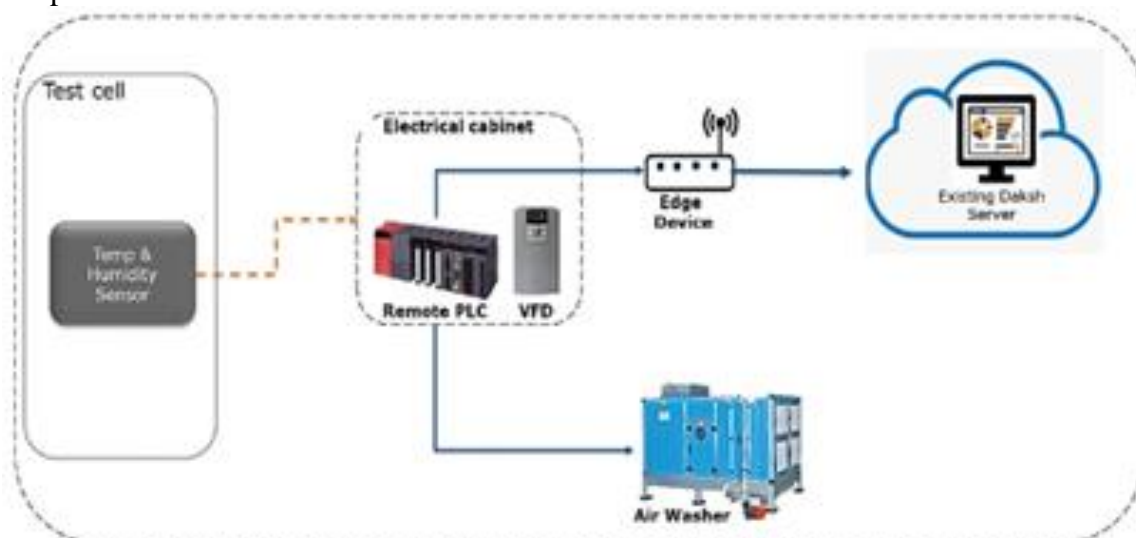 Test cell
Temp &
Humidity
Sensor
Electrical cabinet
Remote PLC
VFD
Edge
Device
Existing Daksh
Server
Air Washer